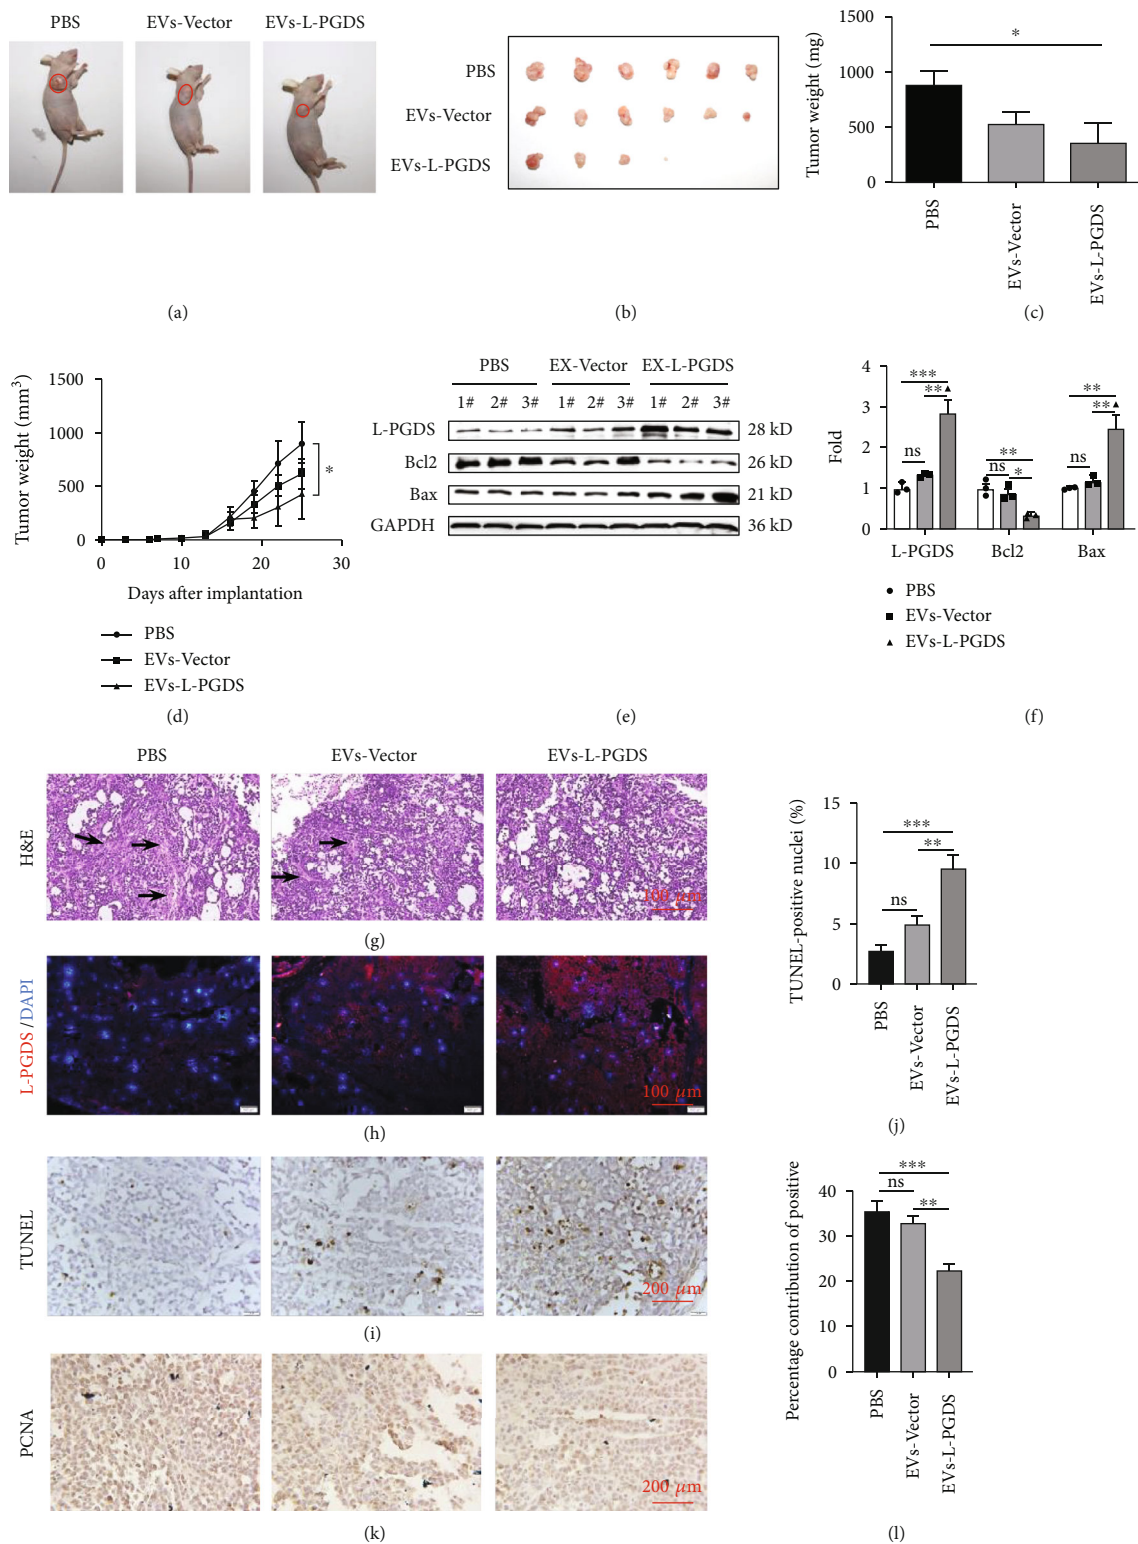 PBS EVs-Vector EVs-L-PGDS
(a)
PBS
EVs-Vector
EVs-L-PGDS
(b)
Tumor weight (mg)
1500
1000
500
0
*
PBS
EVs-Vector
EVs-L-PGDS
(c)
Tumor weight (mm³)
1500
1000
500
0
0 10 20 30
*
Days after implantation
PBS
EVs-Vector
EVs-L-PGDS
(d)
PBS EX-Vector EX-L-PGDS
1# 2# 3# 1# 2# 3# 1# 2# 3#
L-PGDS 28 kD
Bcl2 26 kD
Bax 21 kD
GAPDH 36 kD
(e)
Fold
4
3
2
1
0
ns ** ***
ns * **
ns ** **
L-PGDS Bcl2 Bax
PBS
EVs-Vector
EVs-L-PGDS
(f)
PBS EVs-Vector EVs-L-PGDS
H&E
100 μm
(g)
L-PGDS/DAPI
100 μm
(h)
TUNEL
200 μm
(i)
TUNEL-positive nuclei (%)
15
10
5
0
***
**
ns
PBS
EVs-Vector
EVs-L-PGDS
(j)
PCNA
200 μm
(k)
Percentage contribution of positive
40
30
20
10
0
***
ns
**
PBS
EVs-Vector
EVs-L-PGDS
(l)